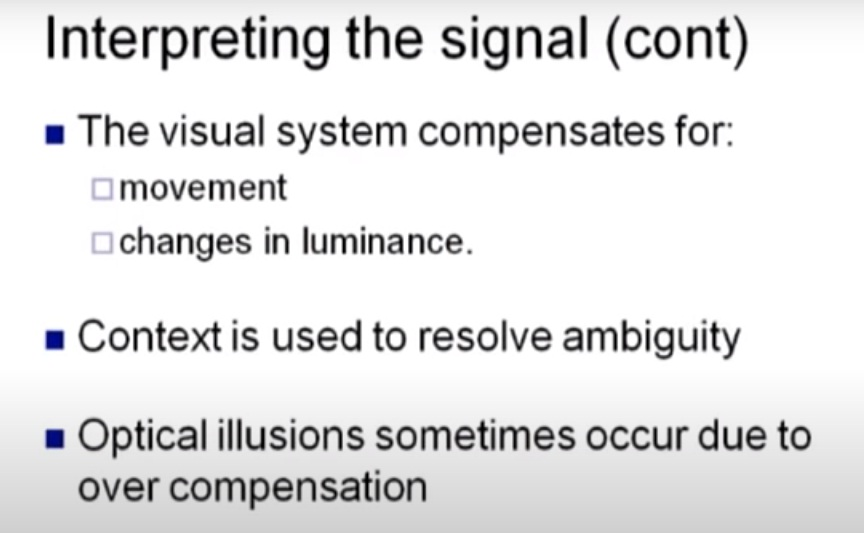 Interpreting the signal (cont)
The visual system compensates for:
movement
changes in luminance.
Context is used to resolve ambiguity
Optical illusions sometimes occur due to
over compensation